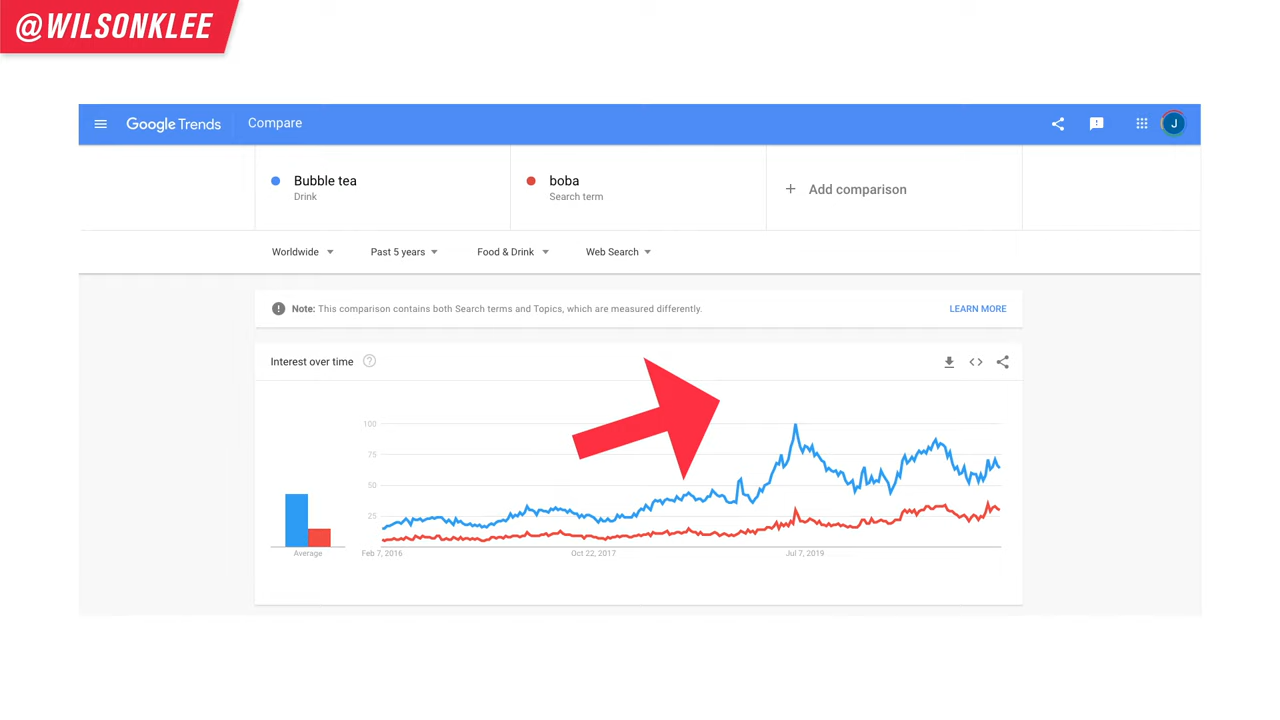 @WILSONKLEE
Google Trends
Compare
J
Bubble tea
Drink
boba
Search term
+ Add comparison
Worldwide
Past 5 years
Food & Drink
Web Search
Note: This comparison contains both Search terms and Topics, which are measured differently.
LEARN MORE
Interest over time
100
75
50
25
Average
Feb 7, 2016
Oct 22, 2017
Jul 7, 2019